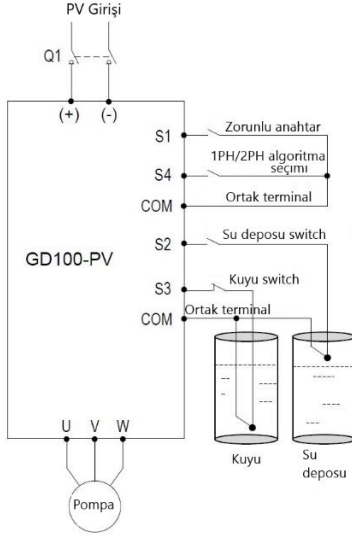 PV Girişi
Q1
(+) (-)
S1
Zorunlu anahtar
1PH/2PH algoritma
seçımı
S4
Ortak terminal
COM
S2
Su deposu switch
GD100-PV
S3
Kuyu switch
COM
Ortak terminal
U V W
Kuyu
Su
deposu
Pompa